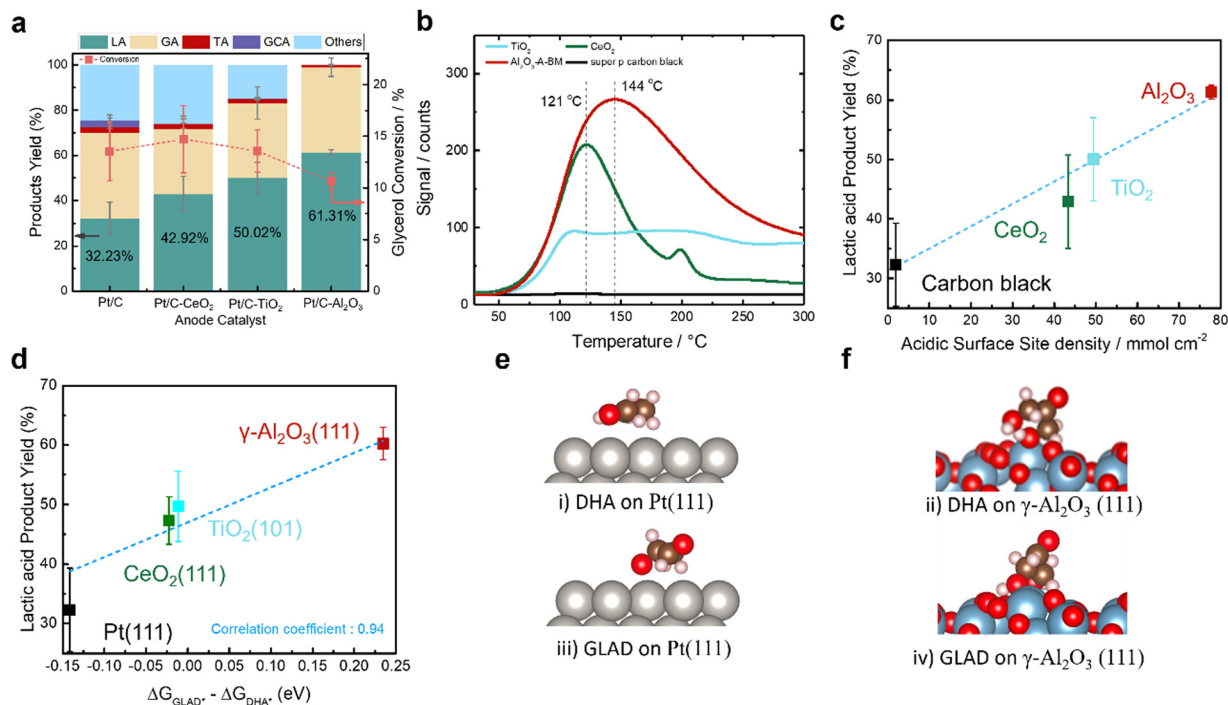 a
LA GA TA GCA Others
Conversion
Products Yield (%)
100
80
60
40
20
0
32.23%
42.92%
50.02%
61.31%
20
15
10
5
0
Glycerol Conversion / %
Pt/C Pt/C-CeO₂ Pt/C-TiO₂ Pt/C-Al₂O₃
Anode Catalyst
b
TiO₂ CeO₂
Al₂O₃-A-BM super p carbon black
121 °C 144 °C
Signal / counts
300
200
100
0
50 100 150 200 250 300
Temperature / °C
c
Lactic acid Product Yield (%)
70
60
50
40
30
Al₂O₃
TiO₂
CeO₂
Carbon black
0 10 20 30 40 50 60 70 80
Acidic Surface Site density / mmol cm⁻²
d
Lactic acid Product Yield (%)
70
60
50
40
30
γ-Al₂O₃(111)
TiO₂(101)
CeO₂(111)
Pt(111)
Correlation coefficient : 0.94
-0.15 -0.10 -0.05 0.00 0.05 0.10 0.15 0.20 0.25
ΔG_GLAD* - ΔG_DHA* (eV)
e
i) DHA on Pt(111)
iii) GLAD on Pt(111)
f
ii) DHA on γ-Al₂O₃ (111)
iv) GLAD on γ-Al₂O₃ (111)